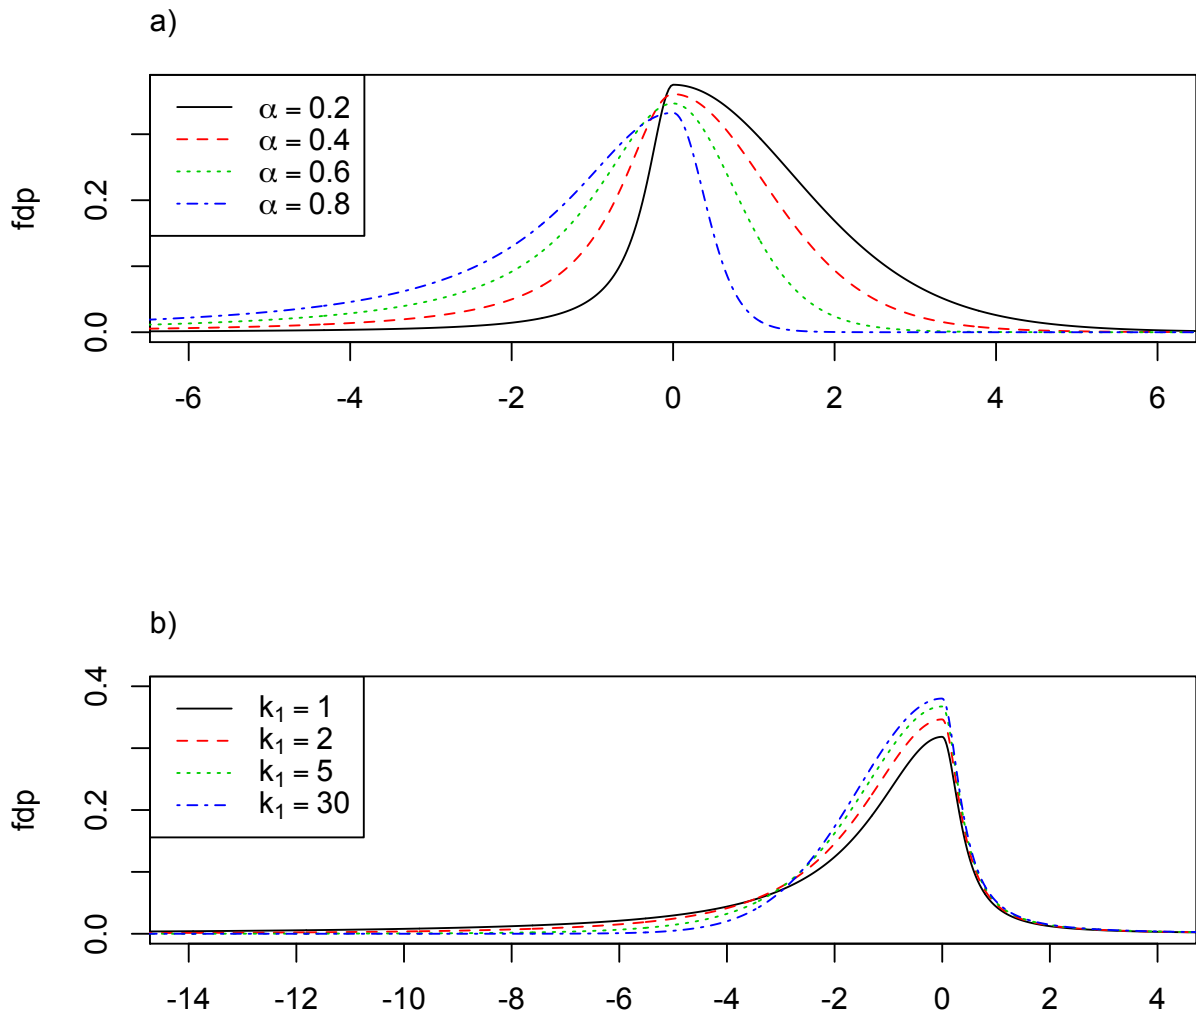 a)
α = 0.2
α = 0.4
α = 0.6
α = 0.8
fdp
0.2
0.0
-6 -4 -2 0 2 4 6
b)
k1 = 1
k1 = 2
k1 = 5
k1 = 30
fdp
0.4
0.2
0.0
-14 -12 -10 -8 -6 -4 -2 0 2 4